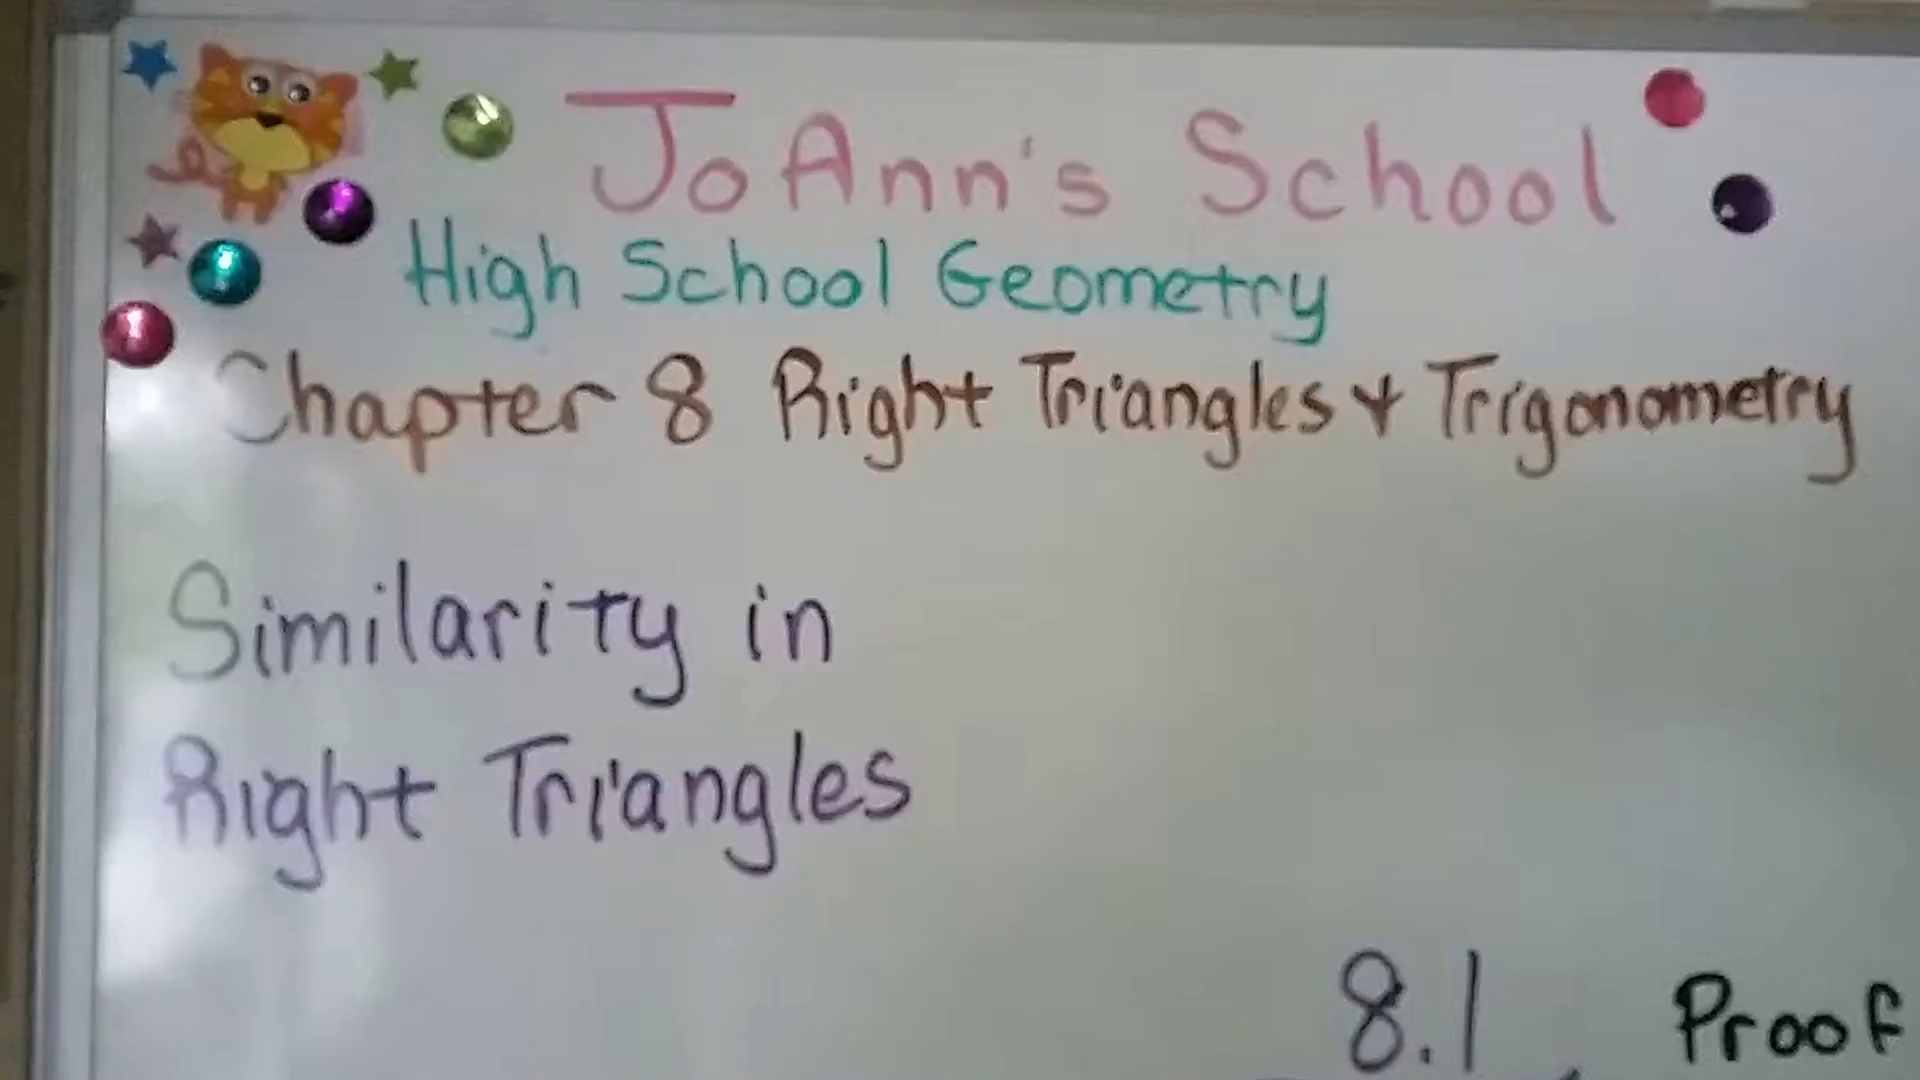 JoAnn's School
High School Geometry
Chapter 8 Right Triangles & Trigonometry
Similarity in
Right Triangles
8.1 Proof